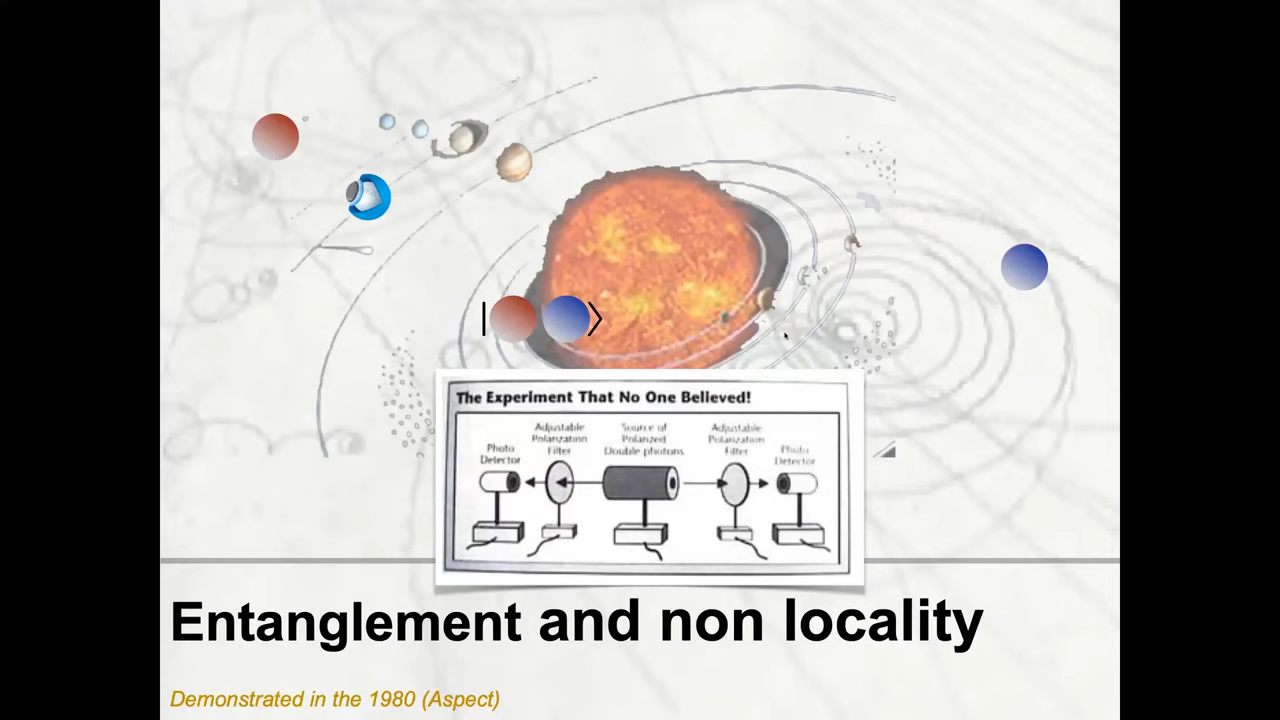 The Experiment That No One Believed!
Adjustable
Polarization
Filter
Source of
Polarized
Double photons
Adjustable
Polarization
Filter
Photo
Detector
Photo
Detector
Entanglement and non locality
Demonstrated in the 1980 (Aspect)